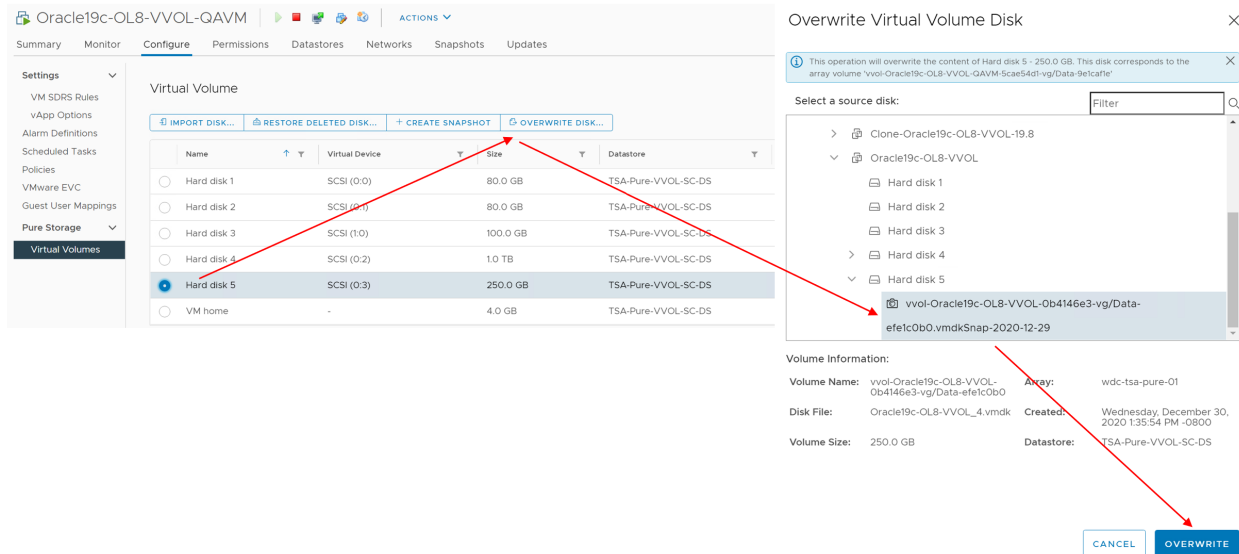 Oracle19c-OL8-VVOL-QAVM
ACTIONS
Summary Monitor Configure Permissions Datastores Networks Snapshots Updates
Settings
VM SDRS Rules
vApp Options
Alarm Definitions
Scheduled Tasks
Policies
VMware EVC
Guest User Mappings
Pure Storage
Virtual Volumes
Virtual Volume
IMPORT DISK... RESTORE DELETED DISK... + CREATE SNAPSHOT OVERWRITE DISK...
Name Virtual Device Size Datastore
Hard disk 1 SCSI (0:0) 80.0 GB TSA-Pure-VVOL-SC-DS
Hard disk 2 SCSI (0:1) 80.0 GB TSA-Pure-VVOL-SC-DS
Hard disk 3 SCSI (1:0) 100.0 GB TSA-Pure-VVOL-SC-DS
Hard disk 4 SCSI (0:2) 1.0 TB TSA-Pure-VVOL-SC-DS
Hard disk 5 SCSI (0:3) 250.0 GB TSA-Pure-VVOL-SC-DS
VM home - 4.0 GB TSA-Pure-VVOL-SC-DS
Overwrite Virtual Volume Disk
This operation will overwrite the content of Hard disk 5 - 250.0 GB. This disk corresponds to the
array volume 'vvol-Oracle19c-OL8-VVOL-QAVM-5cae54d1-vg/Data-9e1caf1e'
Select a source disk: Filter
Clone-Oracle19c-OL8-VVOL-19.8
Oracle19c-OL8-VVOL
Hard disk 1
Hard disk 2
Hard disk 3
Hard disk 4
Hard disk 5
vvol-Oracle19c-OL8-VVOL-0b4146e3-vg/Data-
efe1c0b0.vmdkSnap-2020-12-29
Volume Information:
Volume Name: vvol-Oracle19c-OL8-VVOL- Array: wdc-tsa-pure-01
0b4146e3-vg/Data-efe1c0b0
Disk File: Oracle19c-OL8-VVOL_4.vmdk Created: Wednesday, December 30,
2020 1:35:54 PM -0800
Volume Size: 250.0 GB Datastore: TSA-Pure-VVOL-SC-DS
CANCEL OVERWRITE